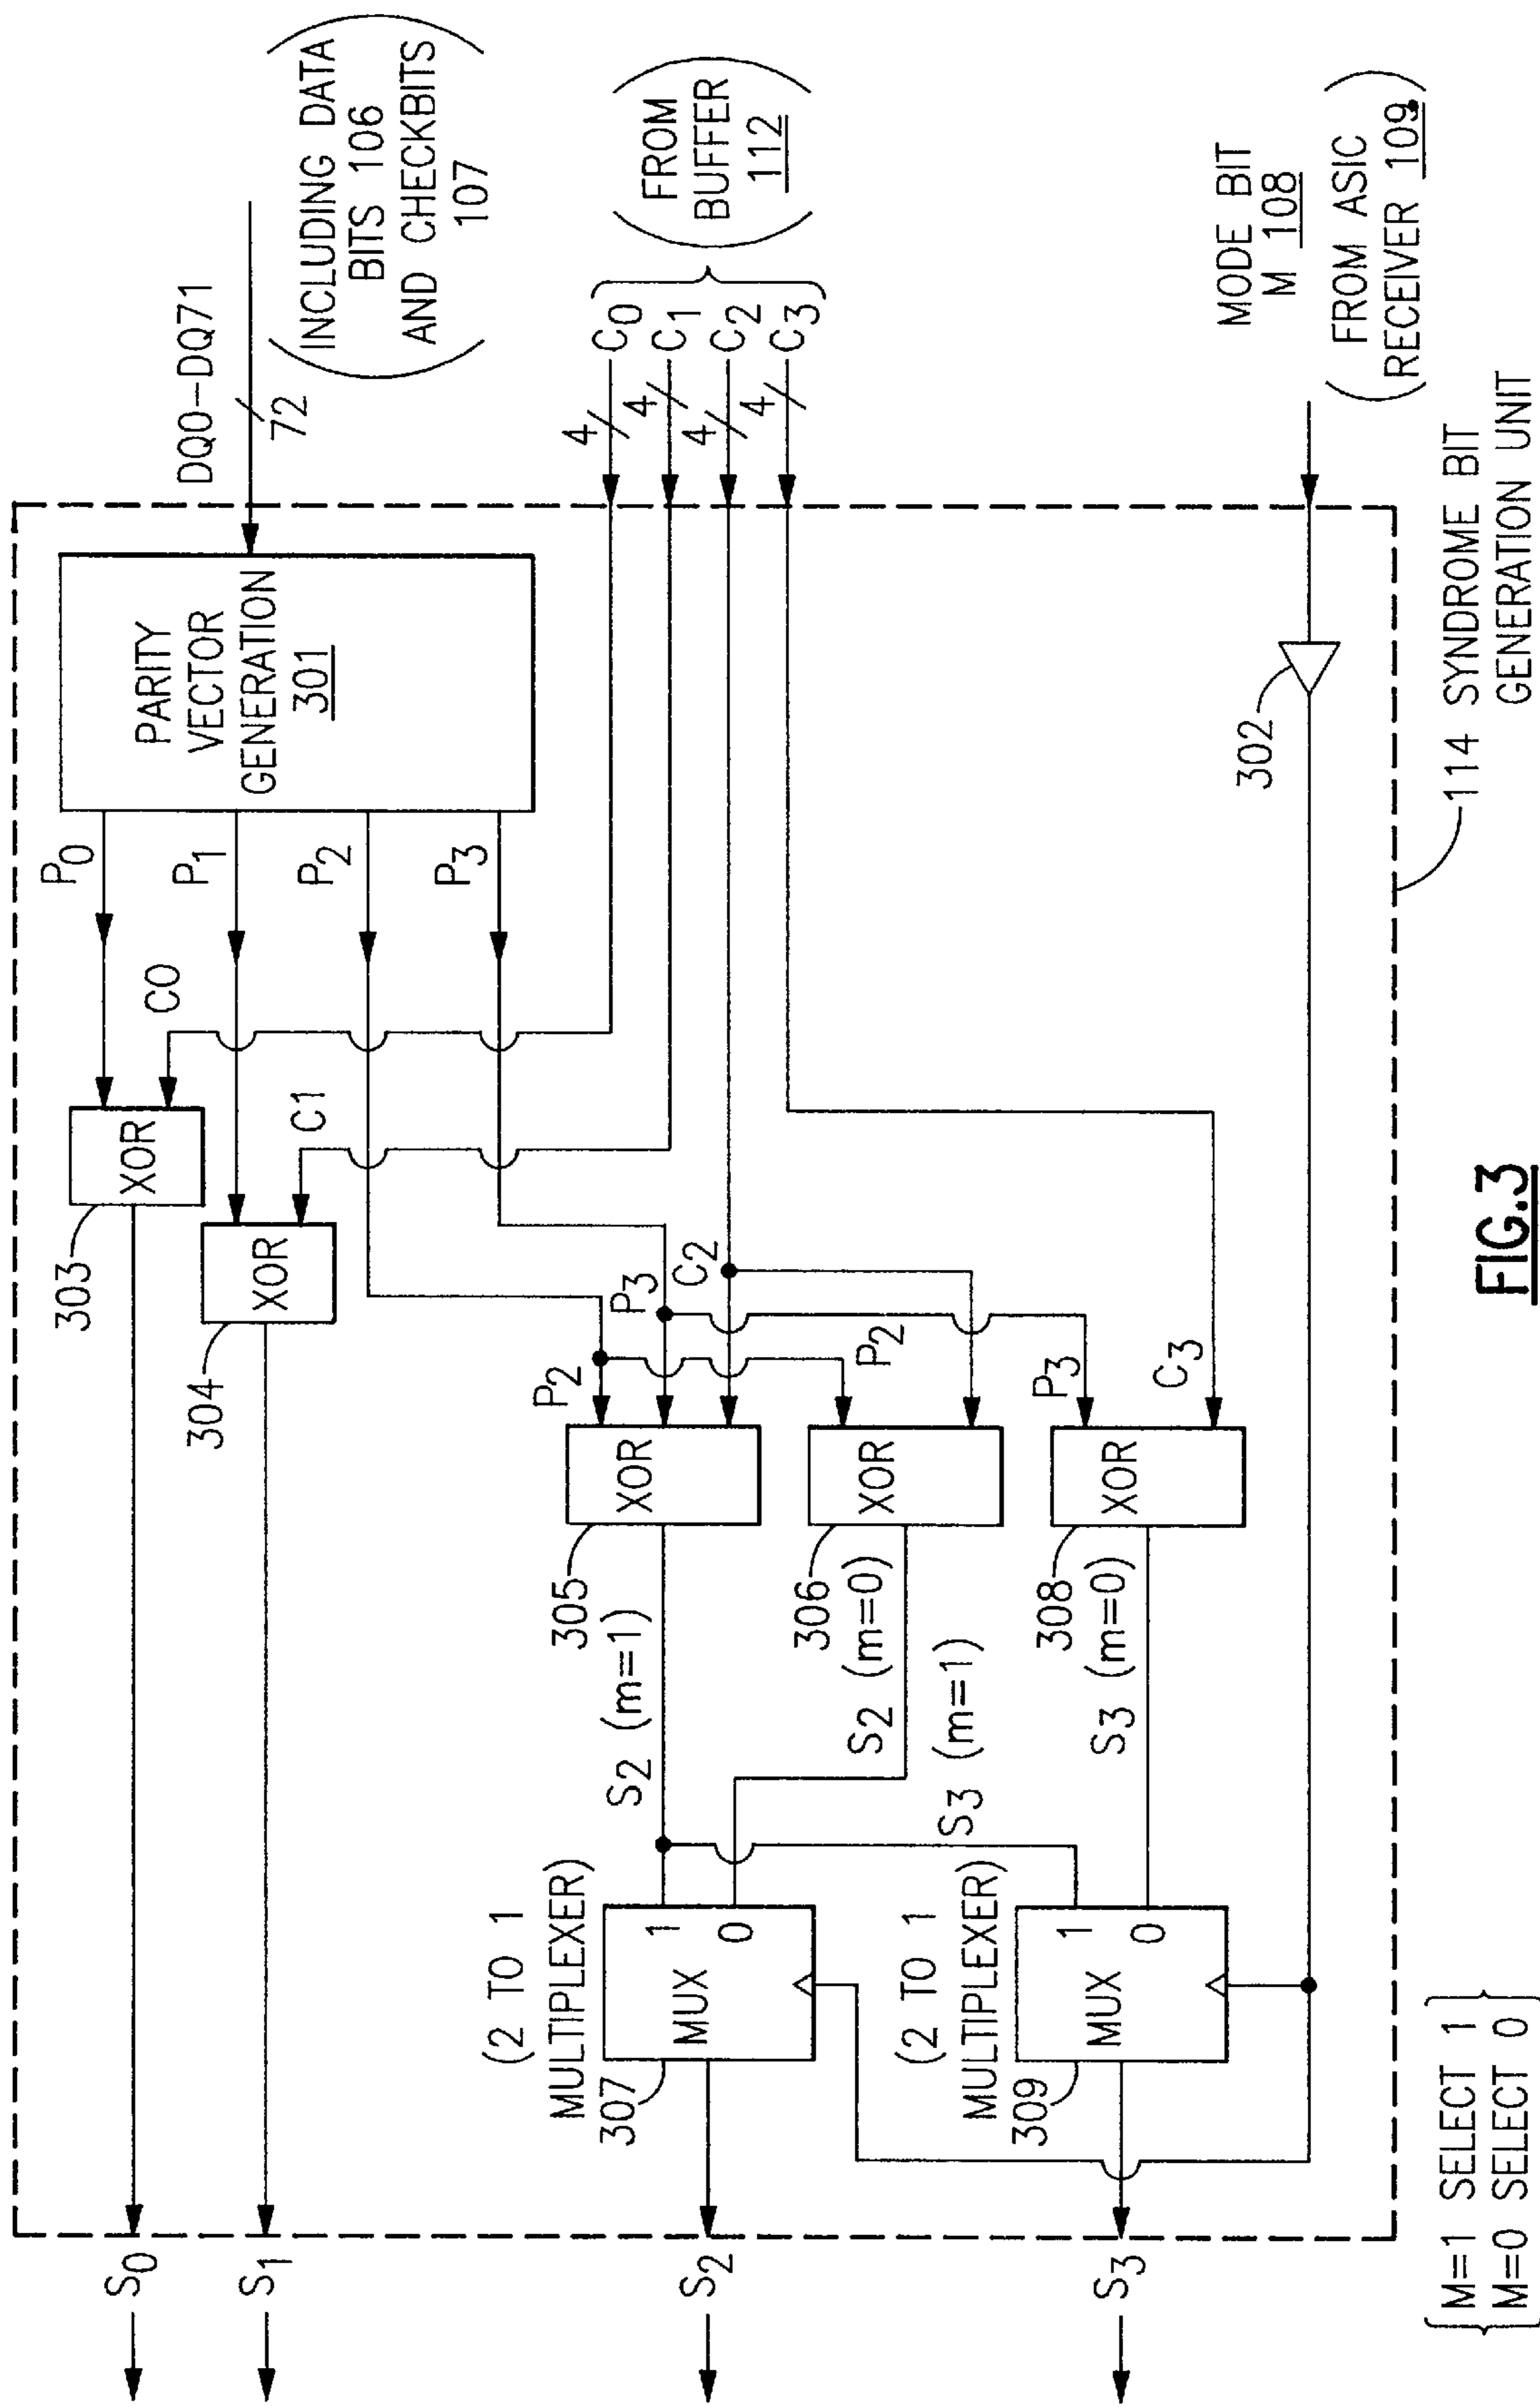 DQ0-DQ71
72
(INCLUDING DATA
BITS 106
AND CHECKBITS
107)
PARITY
VECTOR
GENERATION
301
P0
P1
P2
P3
C0
4
C1
4
C2
4
C3
4
(FROM
BUFFER
112)
MODE BIT
M 108
(FROM ASIC
RECEIVER 109)
302
114 SYNDROME BIT
GENERATION UNIT
C0
XOR
303
C1
XOR
304
P2
P3
C2
XOR
305
P2
XOR
306
P3
C3
XOR
308
S2 (m=1)
S2 (m=0)
S3 (m=1)
S3 (m=0)
(2 TO 1
MULTIPLEXER)
1
0
MUX
307
(2 TO 1
MULTIPLEXER)
1
0
MUX
309
S0
S1
S2
S3
{M=1 SELECT 1
M=0 SELECT 0}
FIG.3